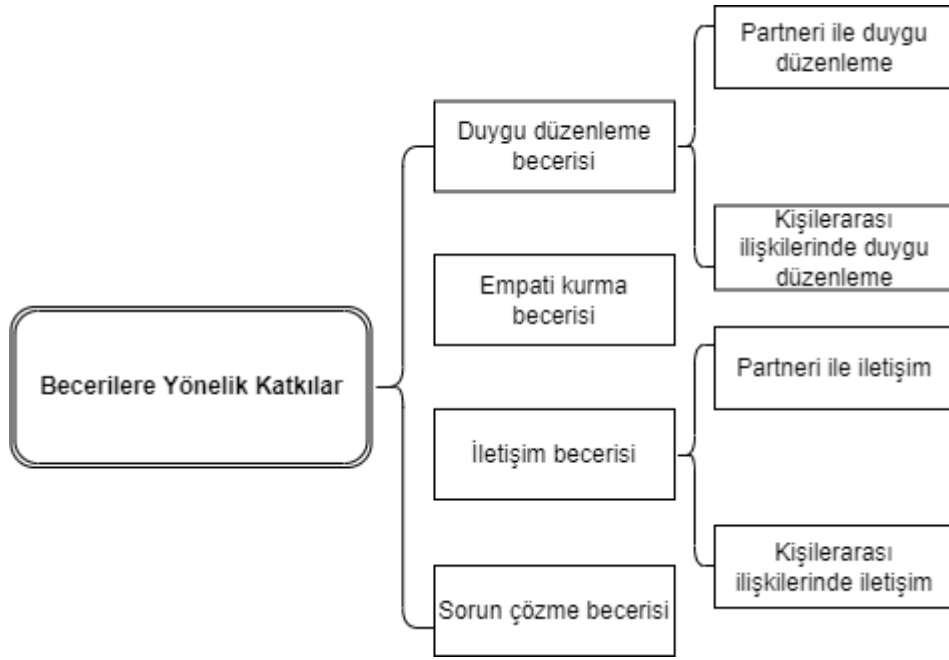 Becerilere Yönelik Katkılar
Duygu düzenleme
becerisi
Partneri ile duygu
düzenleme
Kişilerarası
ilişkilerinde duygu
düzenleme
Empati kurma
becerisi
İletişim becerisi
Partneri ile iletişim
Kişilerarası
ilişkilerinde iletişim
Sorun çözme becerisi